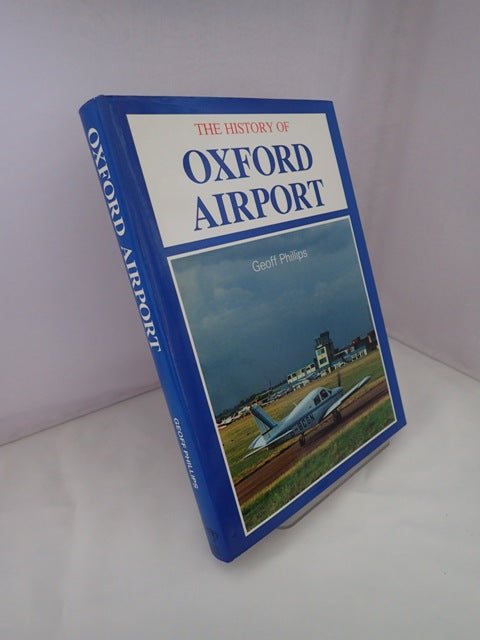 THE HISTORY OF
OXFORD
AIRPORT
Geoff Phillips
OXFORD AIRPORT
GEOFF PHILLIPS